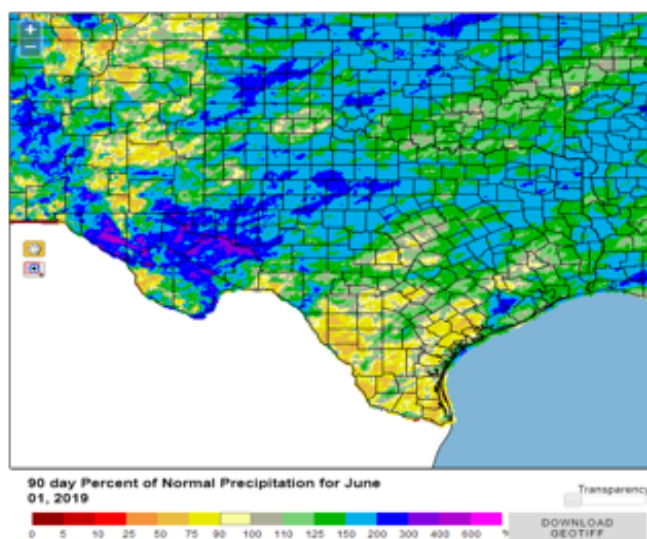 +
−
90 day Percent of Normal Precipitation for June
01, 2019
Transparency
0 5 10 25 50 75 90 100 110 125 150 200 300 400 600 %
DOWNLOAD
GEOTIFF